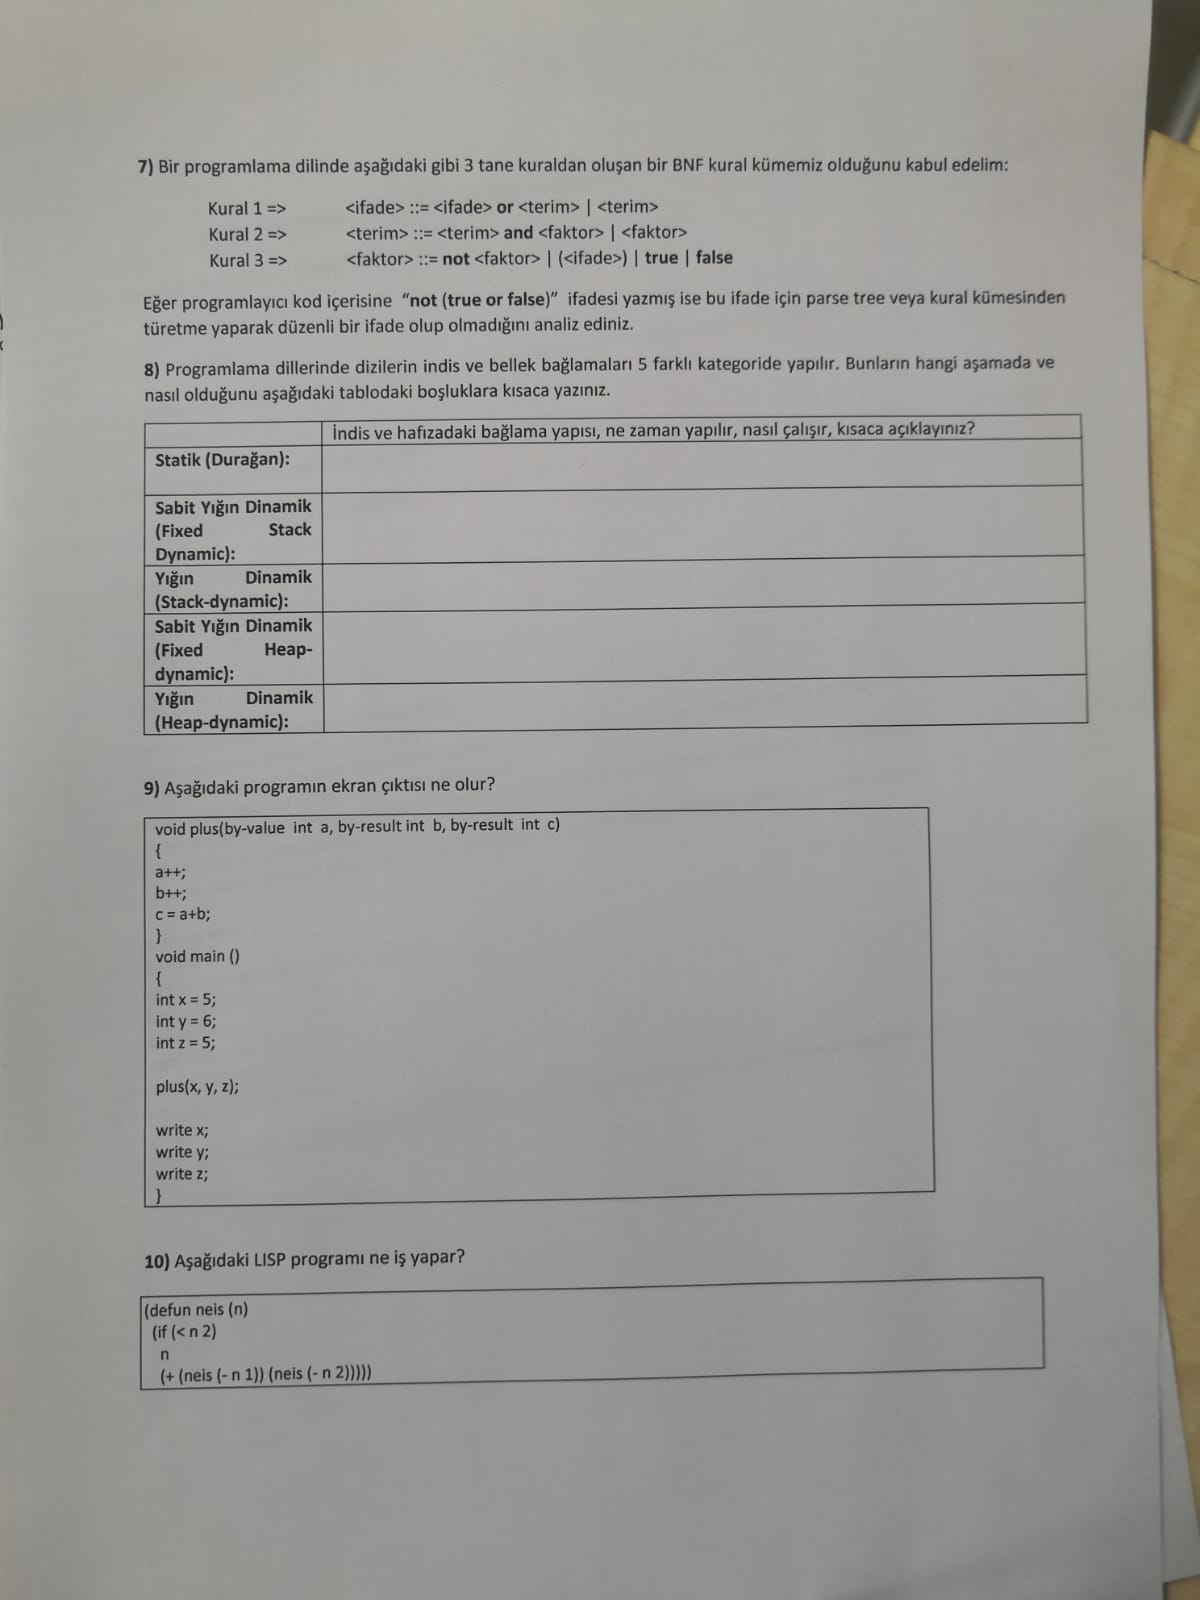 7) Bir programlama dilinde aşağıdaki gibi 3 tane kuraldan oluşan bir BNF kural kümemiz olduğunu kabul edelim:
Kural 1 => <ifade> ::= <ifade> or <terim> | <terim>
Kural 2 => <terim> ::= <terim> and <faktor> | <faktor>
Kural 3 => <faktor> ::= not <faktor> | (<ifade>) | true | false
Eğer programlayıcı kod içerisine “not (true or false)” ifadesi yazmış ise bu ifade için parse tree veya kural kümesinden
türetme yaparak düzenli bir ifade olup olmadığını analiz ediniz.
8) Programlama dillerinde dizilerin indis ve bellek bağlamaları 5 farklı kategoride yapılır. Bunların hangi aşamada ve
nasıl olduğunu aşağıdaki tablodaki boşluklara kısaca yazınız.
İndis ve hafızadaki bağlama yapısı, ne zaman yapılır, nasıl çalışır, kısaca açıklayınız?
Statik (Durağan):
Sabit Yığın Dinamik
(Fixed Stack
Dynamic):
Yığın Dinamik
(Stack-dynamic):
Sabit Yığın Dinamik
(Fixed Heap-
dynamic):
Yığın Dinamik
(Heap-dynamic):
9) Aşağıdaki programın ekran çıktısı ne olur?
void plus(by-value int a, by-result int b, by-result int c)
{
a++;
b++;
c = a+b;
}
void main ()
{
int x = 5;
int y = 6;
int z = 5;
plus(x, y, z);
write x;
write y;
write z;
}
10) Aşağıdaki LISP programı ne iş yapar?
(defun neis (n)
(if (< n 2)
n
(+ (neis (- n 1)) (neis (- n 2)))))